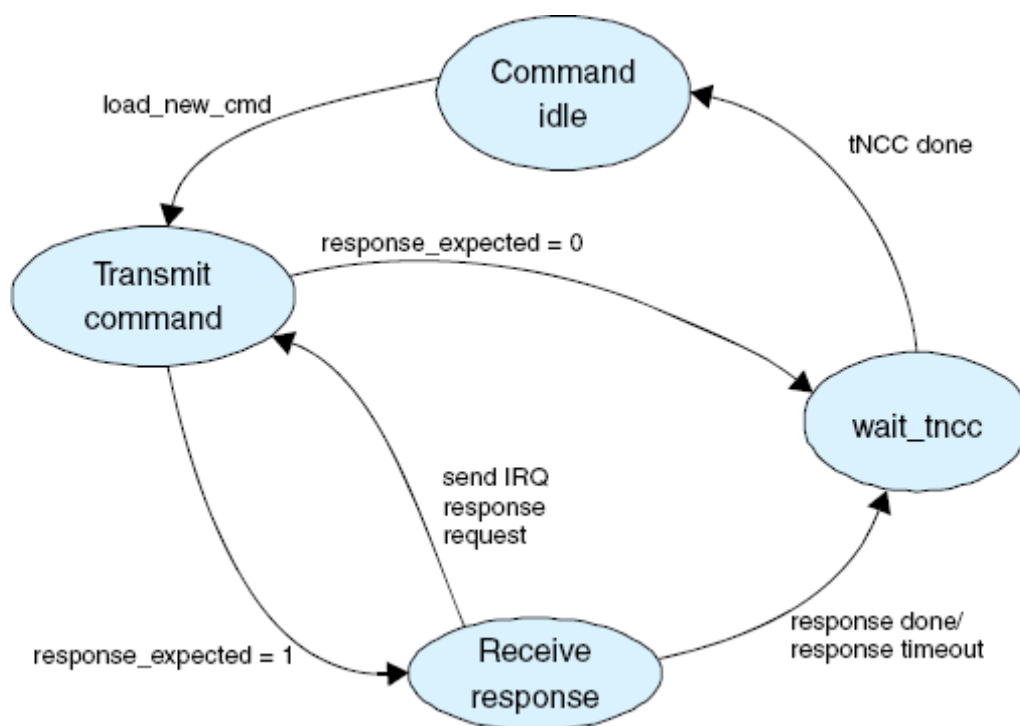 Command
idle
load_new_cmd
tNCC done
response_expected = 0
Transmit
command
wait_tncc
send IRQ
response
request
response_expected = 1
Receive
response
response done/
response timeout